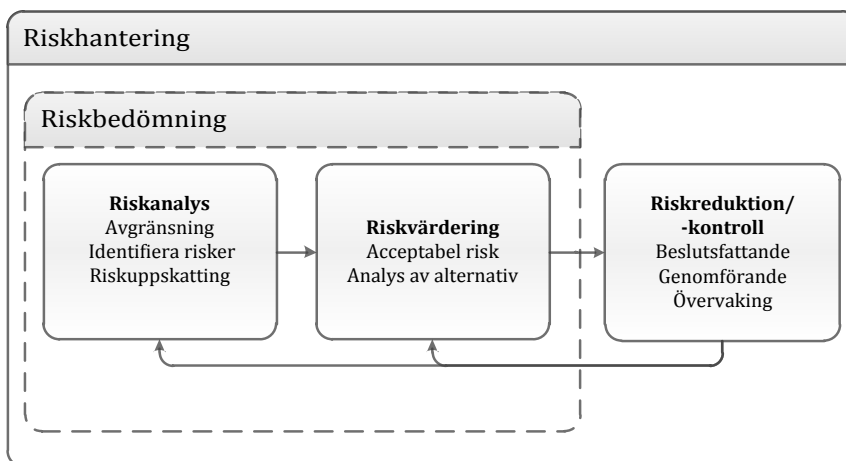 Riskhantering
Riskbedömning
Riskanalys
Avgränsning
Identifiera risker
Riskuppskatting
Riskvärdering
Acceptabel risk
Analys av alternativ
Riskreduktion/
-kontroll
Beslutsfattande
Genomförande
Övervaking